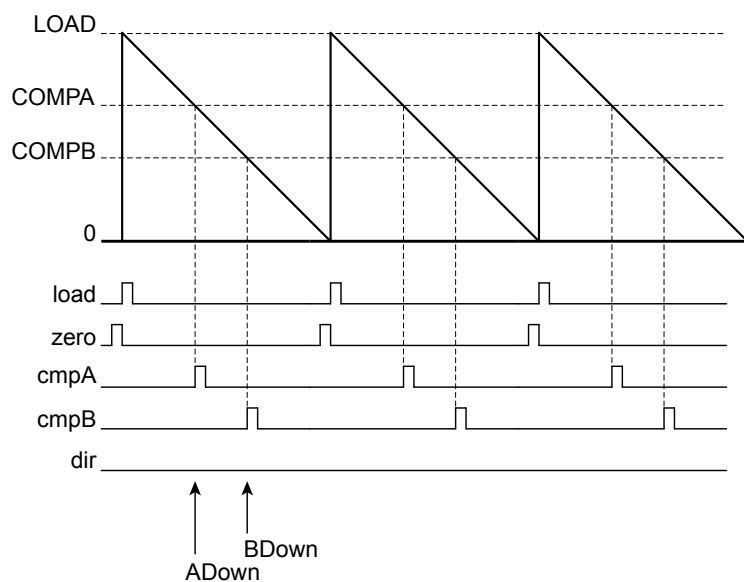 LOAD
COMPA
COMPB
0
load
zero
cmpA
cmpB
dir
BDown
ADown